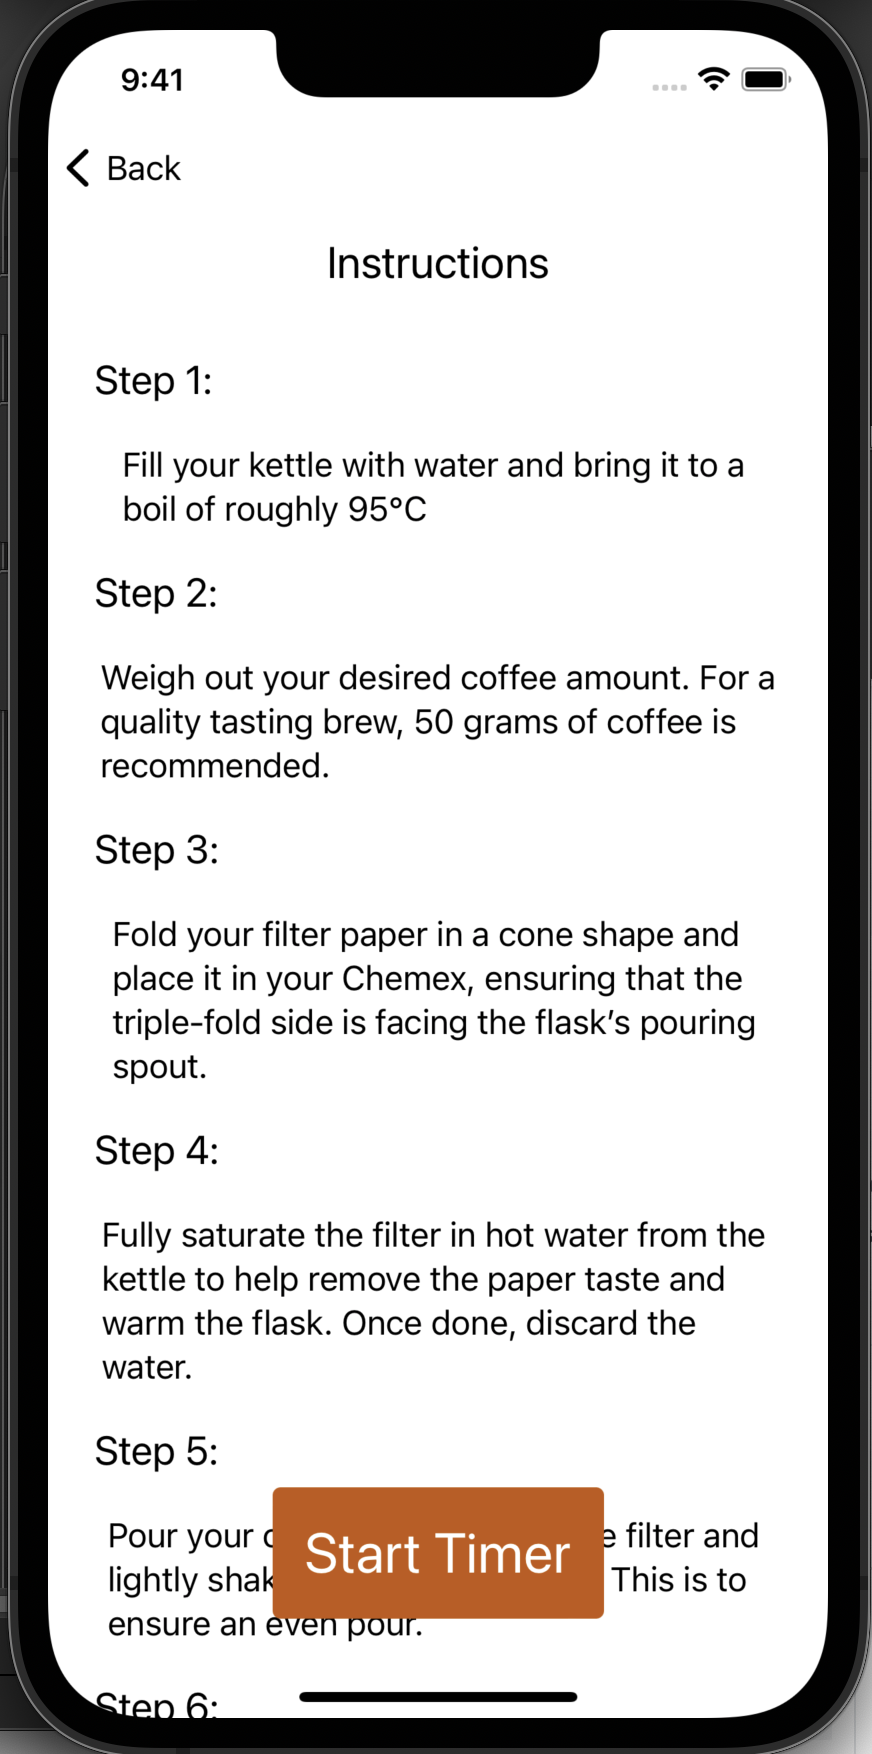 9:41
Back
Instructions
Step 1:
Fill your kettle with water and bring it to a
boil of roughly 95°C
Step 2:
Weigh out your desired coffee amount. For a
quality tasting brew, 50 grams of coffee is
recommended.
Step 3:
Fold your filter paper in a cone shape and
place it in your Chemex, ensuring that the
triple-fold side is facing the flask’s pouring
spout.
Step 4:
Fully saturate the filter in hot water from the
kettle to help remove the paper taste and
warm the flask. Once done, discard the
water.
Step 5:
Pour your filter and
Start Timer
lightly This is to
ensure an even pour.
Step 6: